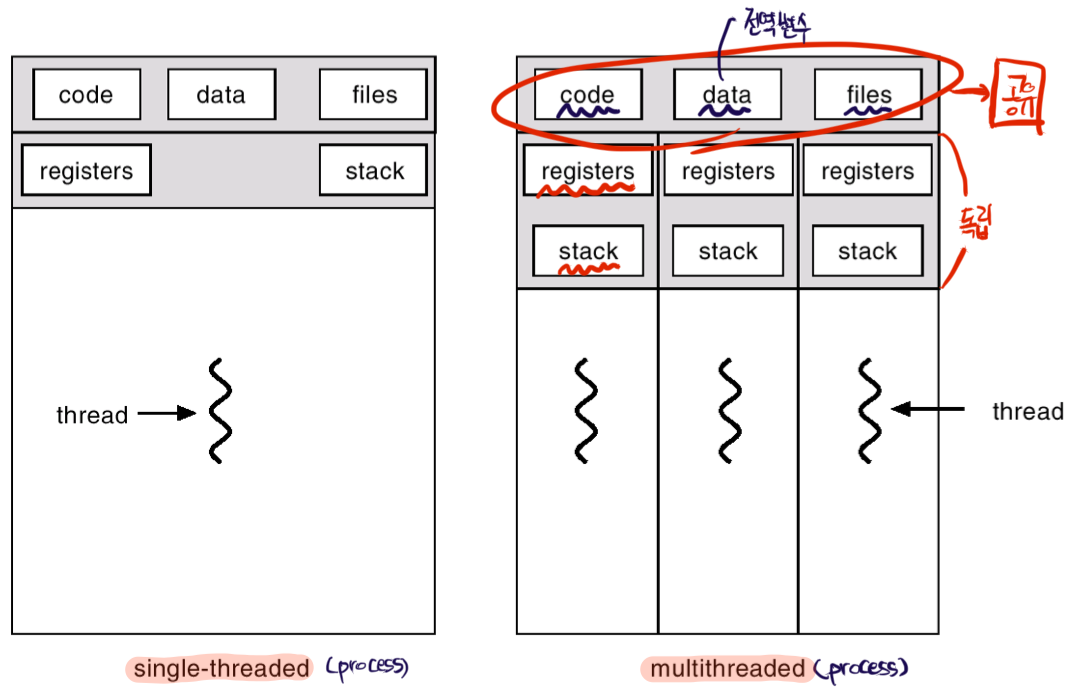 전역변수
code data files
code data files
공유
registers stack
registers registers registers
독립
stack stack stack
thread
thread
single-threaded (process)
multithreaded (process)